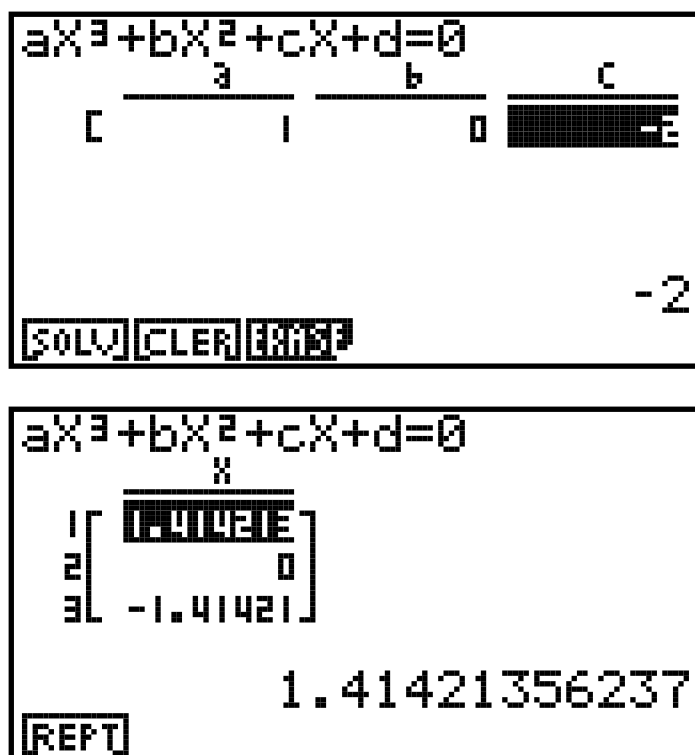 aX³+bX²+cX+d=0
a b C
[ 1 0 -2
-2
SOLV CLER ERASE
aX³+bX²+cX+d=0
X
1[ 1.41421 ]
2[ 0 ]
3[ -1.41421 ]
1.41421356237
REPT